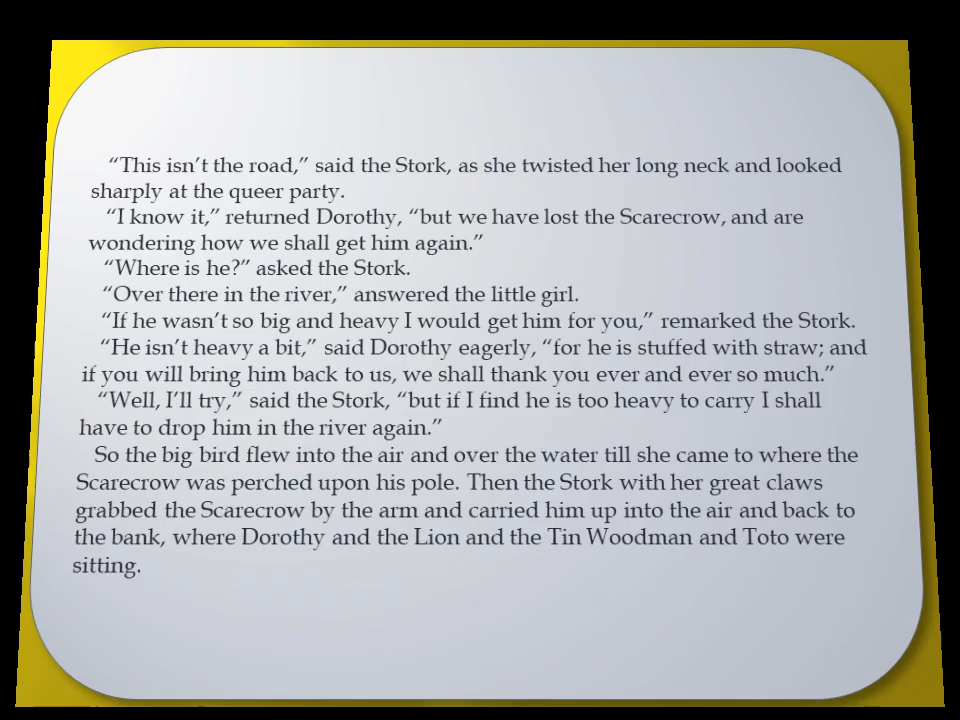 “This isn’t the road,” said the Stork, as she twisted her long neck and looked
sharply at the queer party.
“I know it,” returned Dorothy, “but we have lost the Scarecrow, and are
wondering how we shall get him again.”
“Where is he?” asked the Stork.
“Over there in the river,” answered the little girl.
“If he wasn’t so big and heavy I would get him for you,” remarked the Stork.
“He isn’t heavy a bit,” said Dorothy eagerly, “for he is stuffed with straw; and
if you will bring him back to us, we shall thank you ever and ever so much.”
“Well, I’ll try,” said the Stork, “but if I find he is too heavy to carry I shall
have to drop him in the river again.”
So the big bird flew into the air and over the water till she came to where the
Scarecrow was perched upon his pole. Then the Stork with her great claws
grabbed the Scarecrow by the arm and carried him up into the air and back to
the bank, where Dorothy and the Lion and the Tin Woodman and Toto were
sitting.